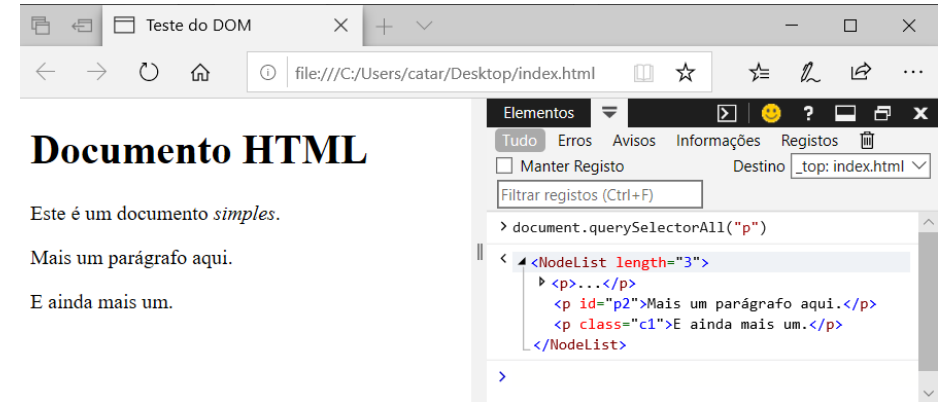 Teste do DOM
file:///C:/Users/catar/Desktop/index.html
Documento HTML
Este é um documento simples.
Mais um parágrafo aqui.
E ainda mais um.
Elementos
Tudo Erros Avisos Informações Registos
Manter Registo Destino _top: index.html
Filtrar registos (Ctrl+F)
> document.querySelectorAll("p")
< <NodeList length="3">
<p>...</p>
<p id="p2">Mais um parágrafo aqui.</p>
<p class="c1">E ainda mais um.</p>
</NodeList>
>